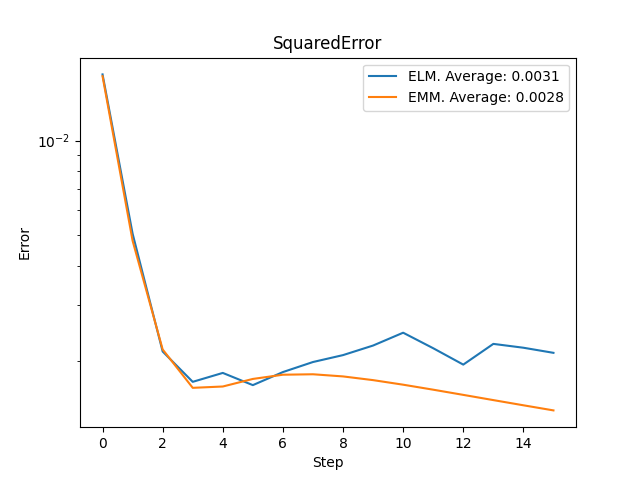 SquaredError
ELM. Average: 0.0031
EMM. Average: 0.0028
10⁻²
Error
0 2 4 6 8 10 12 14
Step